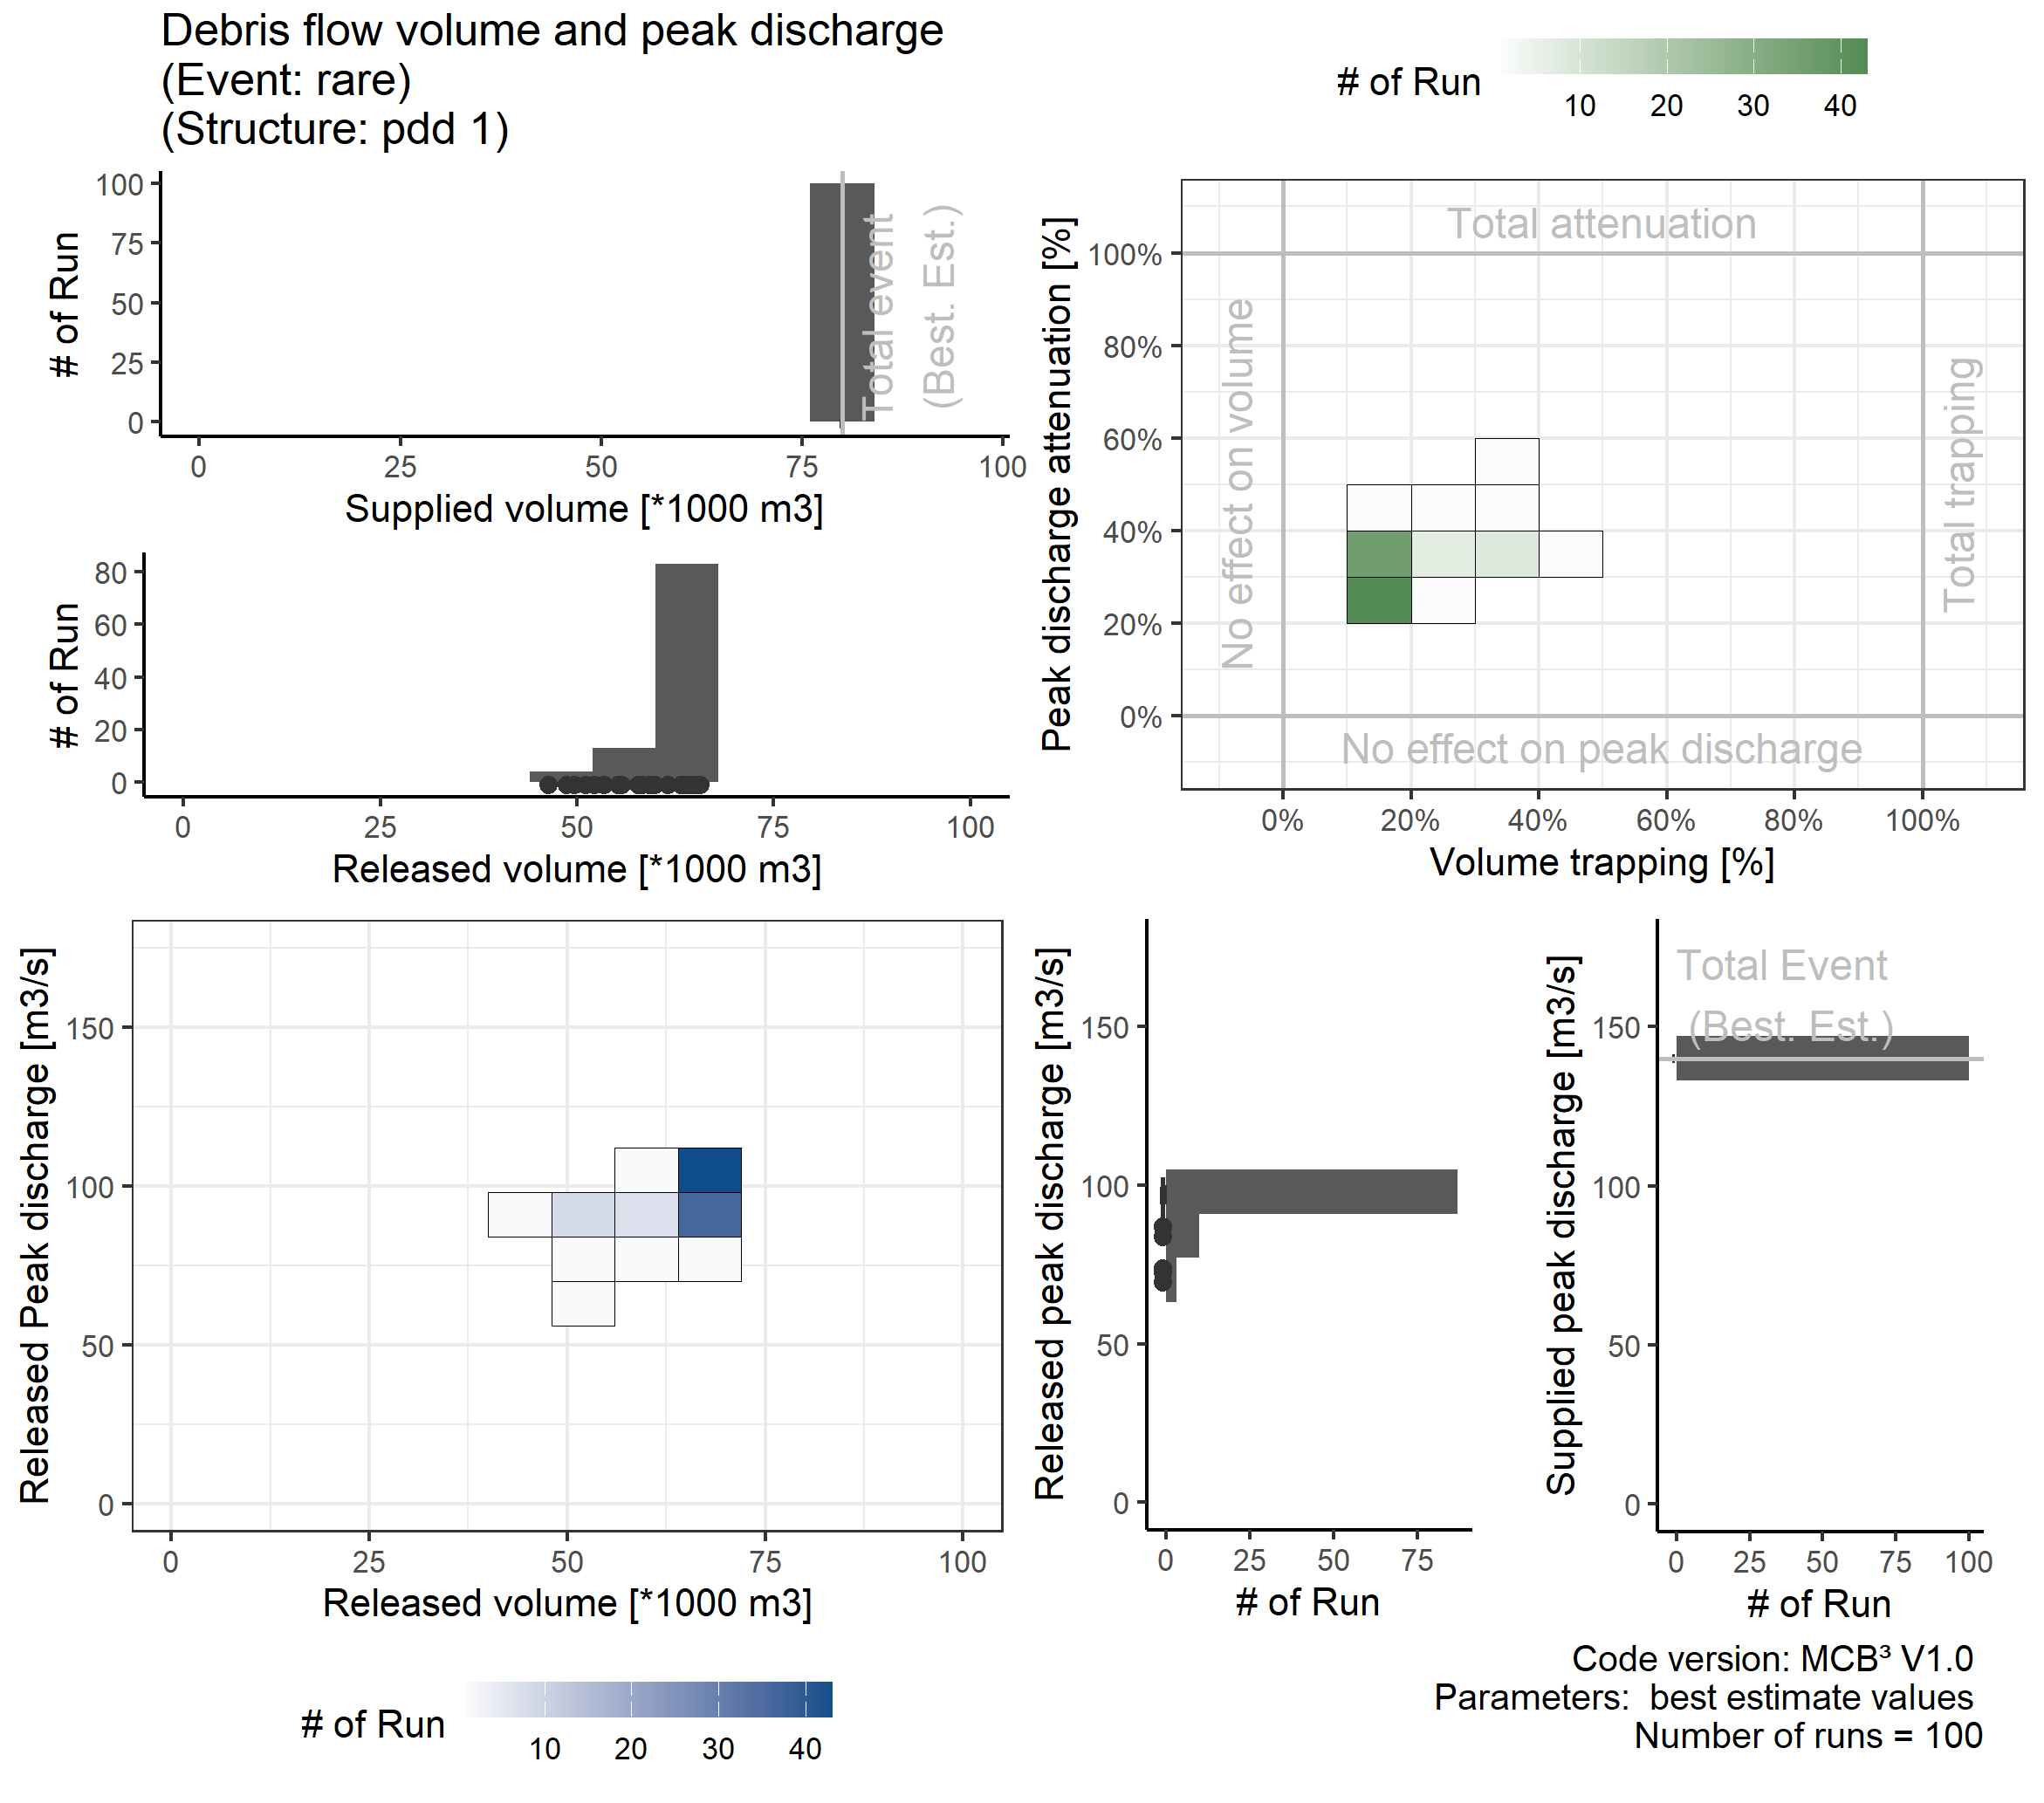 Debris flow volume and peak discharge
(Event: rare)
(Structure: pdd 1)
# of Run
10 20 30 40
# of Run
100
75
50
25
0
Total event
(Best. Est.)
0 25 50 75 100
Supplied volume [*1000 m3]
# of Run
80
60
40
20
0
0 25 50 75 100
Released volume [*1000 m3]
Peak discharge attenuation [%]
100%
80%
60%
40%
20%
0%
Total attenuation
No effect on volume
Total trapping
No effect on peak discharge
0% 20% 40% 60% 80% 100%
Volume trapping [%]
Released Peak discharge [m3/s]
150
100
50
0
0 25 50 75 100
Released volume [*1000 m3]
# of Run
10 20 30 40
Released peak discharge [m3/s]
150
100
50
0
0 25 50 75
# of Run
Supplied peak discharge [m3/s]
150
100
50
0
Total Event
(Best. Est.)
0 25 50 75 100
# of Run
Code version: MCB³ V1.0
Parameters:  best estimate values
Number of runs = 100